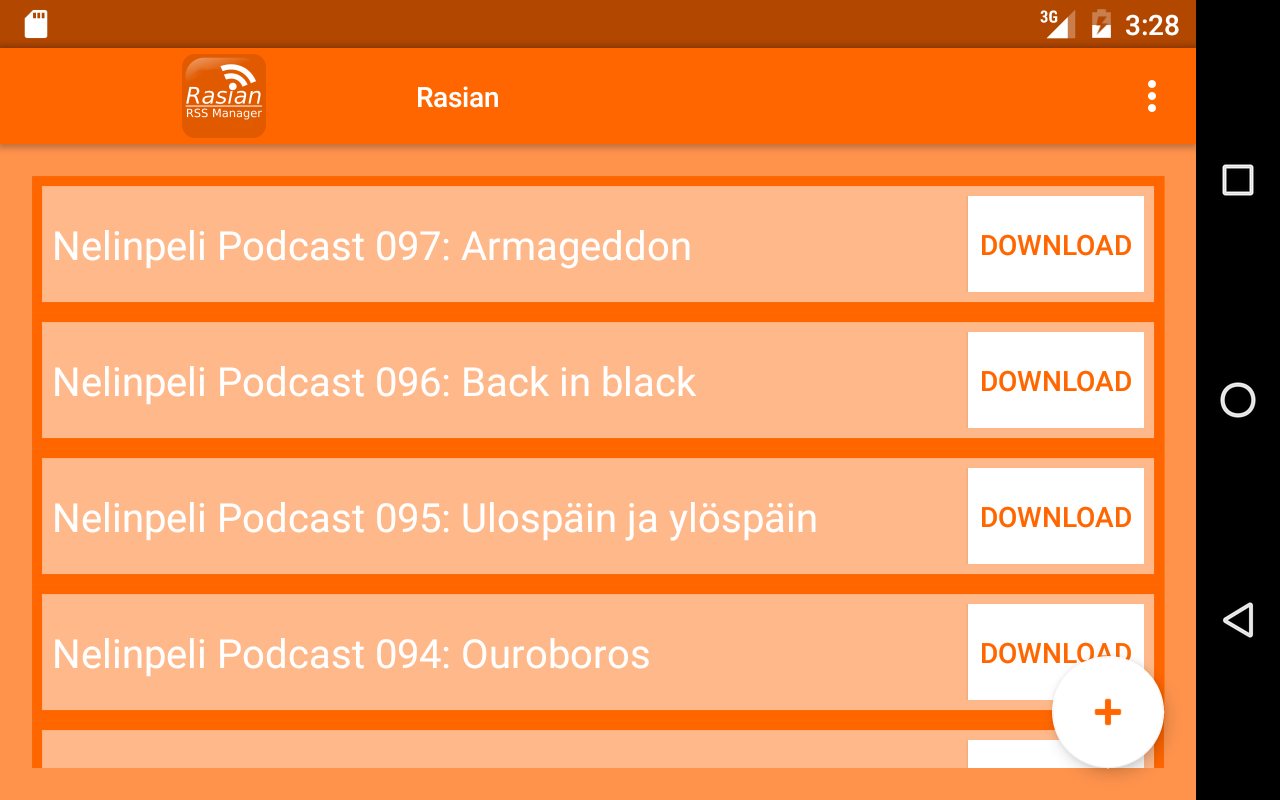 3G 3:28
Rasian
RSS Manager
Rasian
Nelinpeli Podcast 097: Armageddon DOWNLOAD
Nelinpeli Podcast 096: Back in black DOWNLOAD
Nelinpeli Podcast 095: Ulospäin ja ylöspäin DOWNLOAD
Nelinpeli Podcast 094: Ouroboros DOWNLOAD